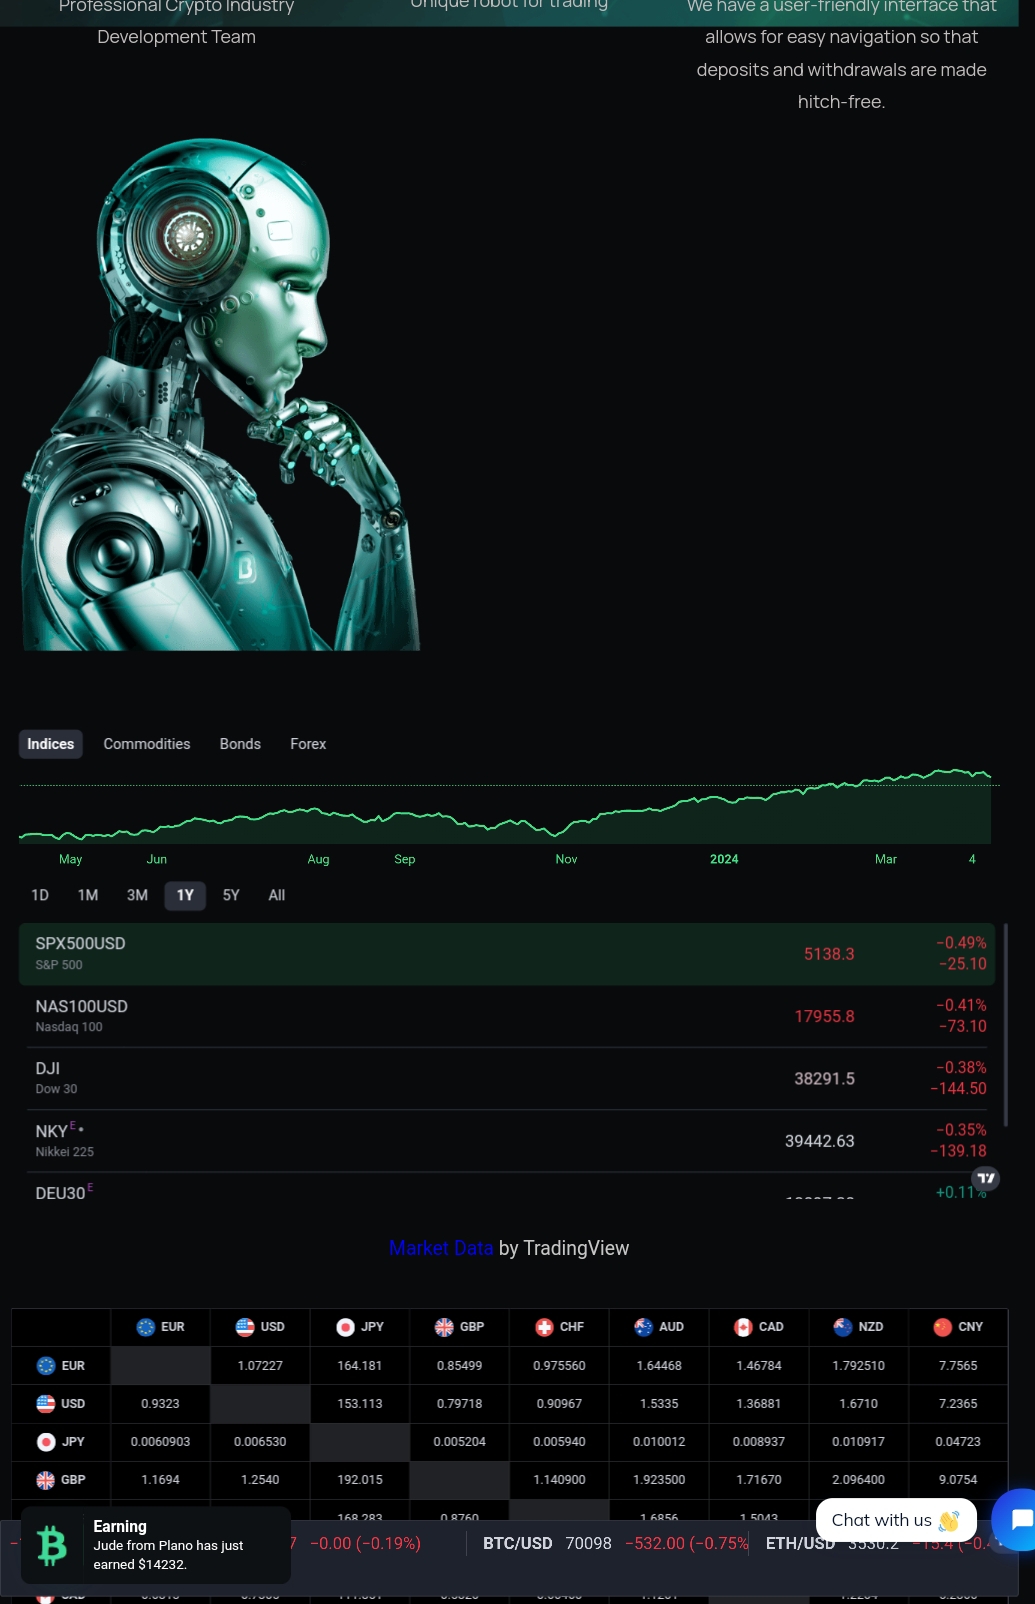 Professional Crypto Industry
Development Team
Unique robot for trading
We have a user-friendly interface that
allows for easy navigation so that
deposits and withdrawals are made
hitch-free.
Indices Commodities Bonds Forex
May Jun Aug Sep Nov 2024 Mar 4
1D 1M 3M 1Y 5Y All
SPX500USD 5138.3 −0.49%
S&P 500 −25.10
NAS100USD 17955.8 −0.41%
Nasdaq 100 −73.10
DJI 38291.5 −0.38%
Dow 30 −144.50
NKY E 39442.63 −0.35%
Nikkei 225 −139.18
DEU30 E +0.11%
Market Data by TradingView
EUR USD JPY GBP CHF AUD CAD NZD CNY
EUR 1.07227 164.181 0.85499 0.975560 1.64468 1.46784 1.792510 7.7565
USD 0.9323 153.113 0.79718 0.90967 1.5335 1.36881 1.6710 7.2365
JPY 0.0060903 0.006530 0.005204 0.005940 0.010012 0.008937 0.010917 0.04723
GBP 1.1694 1.2540 192.015 1.140900 1.923500 1.71670 2.096400 9.0754
168.283 0.8760 1.6856 1.5043
Chat with us 👋
Earning
Jude from Plano has just
earned $14232.
7 −0.00 (−0.19%) BTC/USD 70098 −532.00 (−0.75% ETH/USD 3530.2 −15.4 (−0.4